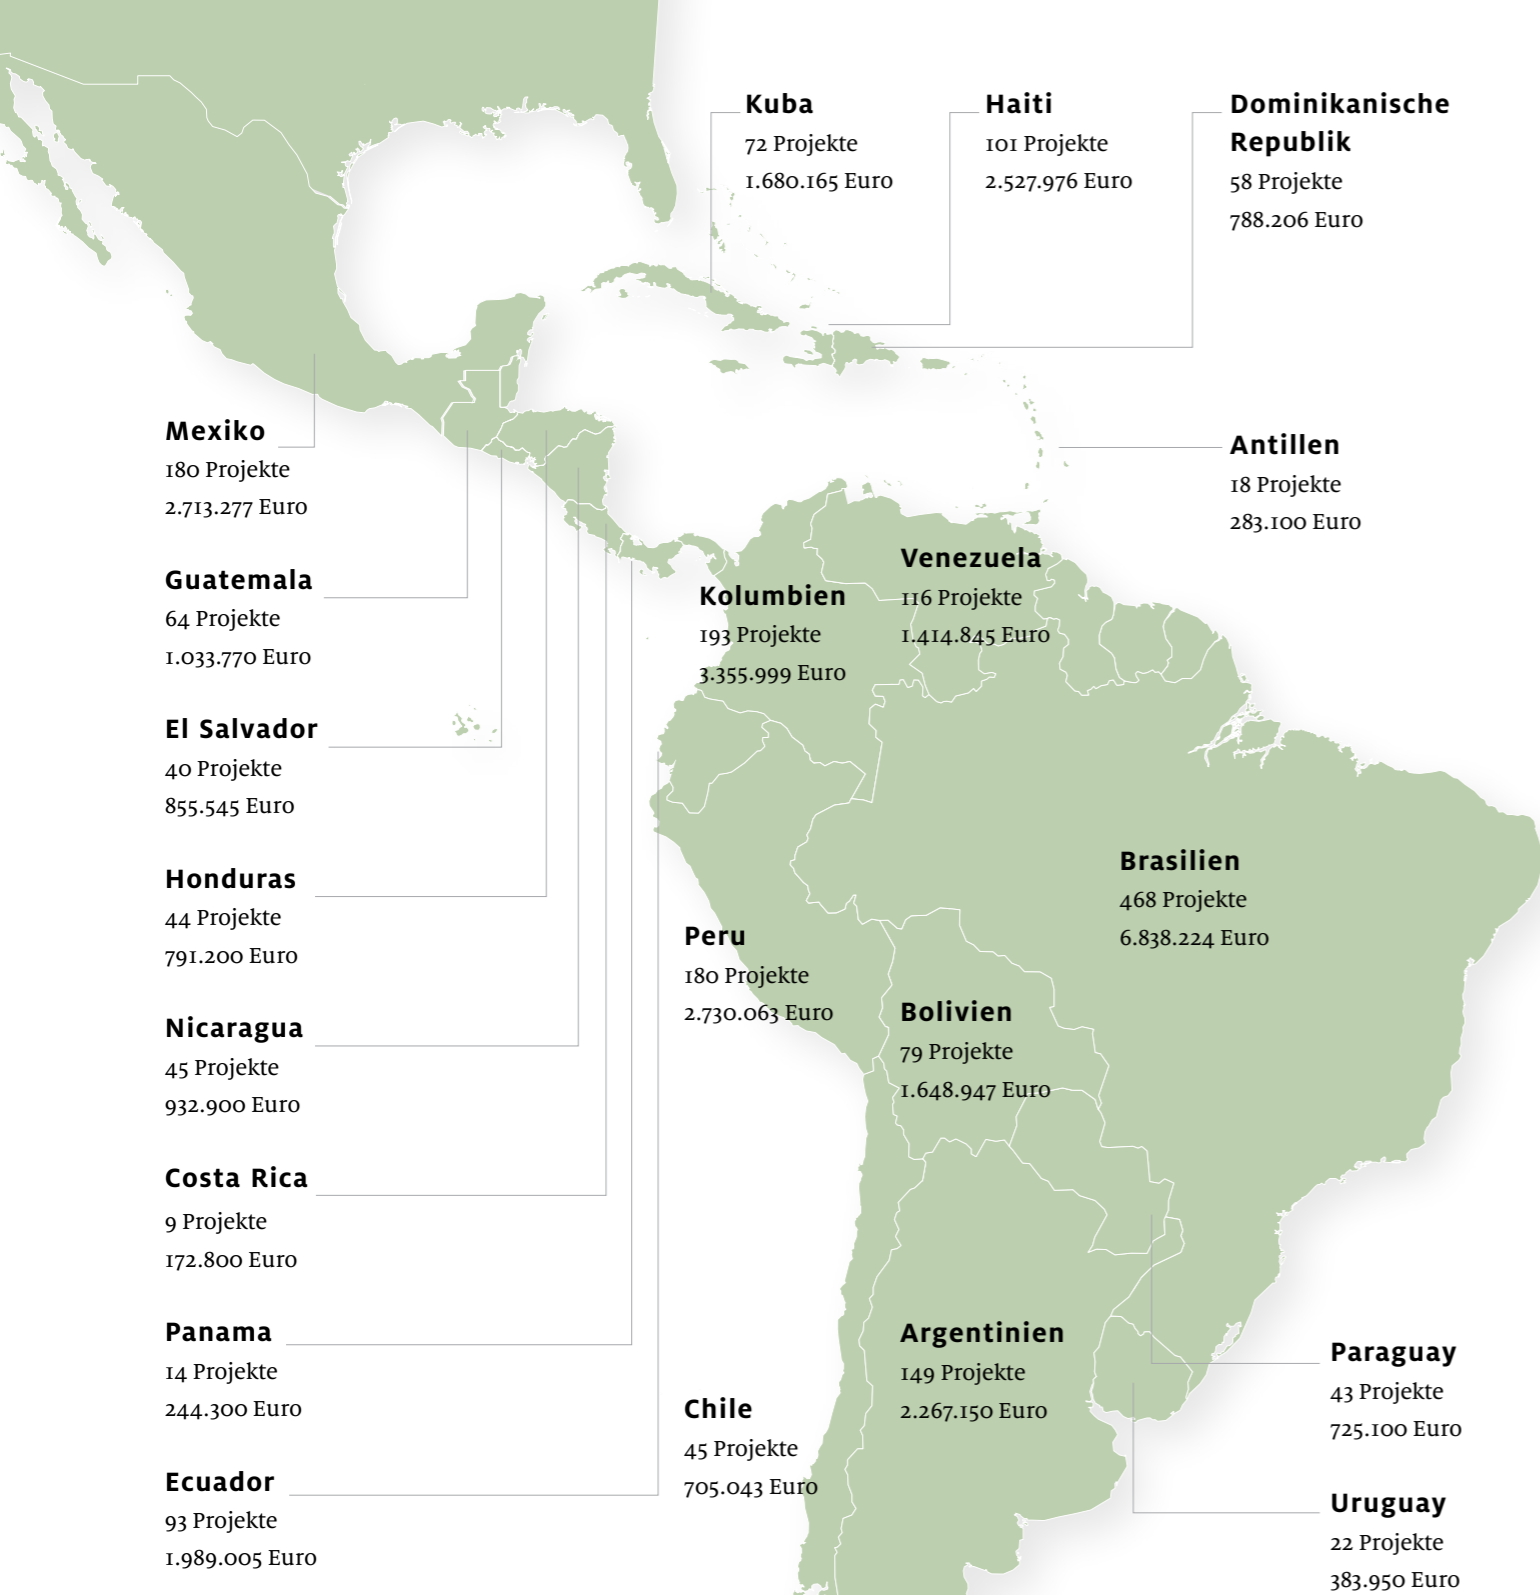 Kuba
72 Projekte
1.680.165 Euro
Haiti
101 Projekte
2.527.976 Euro
Dominikanische
Republik
58 Projekte
788.206 Euro
Mexiko
180 Projekte
2.713.277 Euro
Antillen
18 Projekte
283.100 Euro
Guatemala
64 Projekte
1.033.770 Euro
Kolumbien
193 Projekte
3.355.999 Euro
Venezuela
116 Projekte
1.414.845 Euro
El Salvador
40 Projekte
855.545 Euro
Honduras
44 Projekte
791.200 Euro
Brasilien
468 Projekte
6.838.224 Euro
Peru
180 Projekte
2.730.063 Euro
Bolivien
79 Projekte
1.648.947 Euro
Nicaragua
45 Projekte
932.900 Euro
Costa Rica
9 Projekte
172.800 Euro
Panama
14 Projekte
244.300 Euro
Argentinien
149 Projekte
2.267.150 Euro
Paraguay
43 Projekte
725.100 Euro
Chile
45 Projekte
705.043 Euro
Ecuador
93 Projekte
1.989.005 Euro
Uruguay
22 Projekte
383.950 Euro